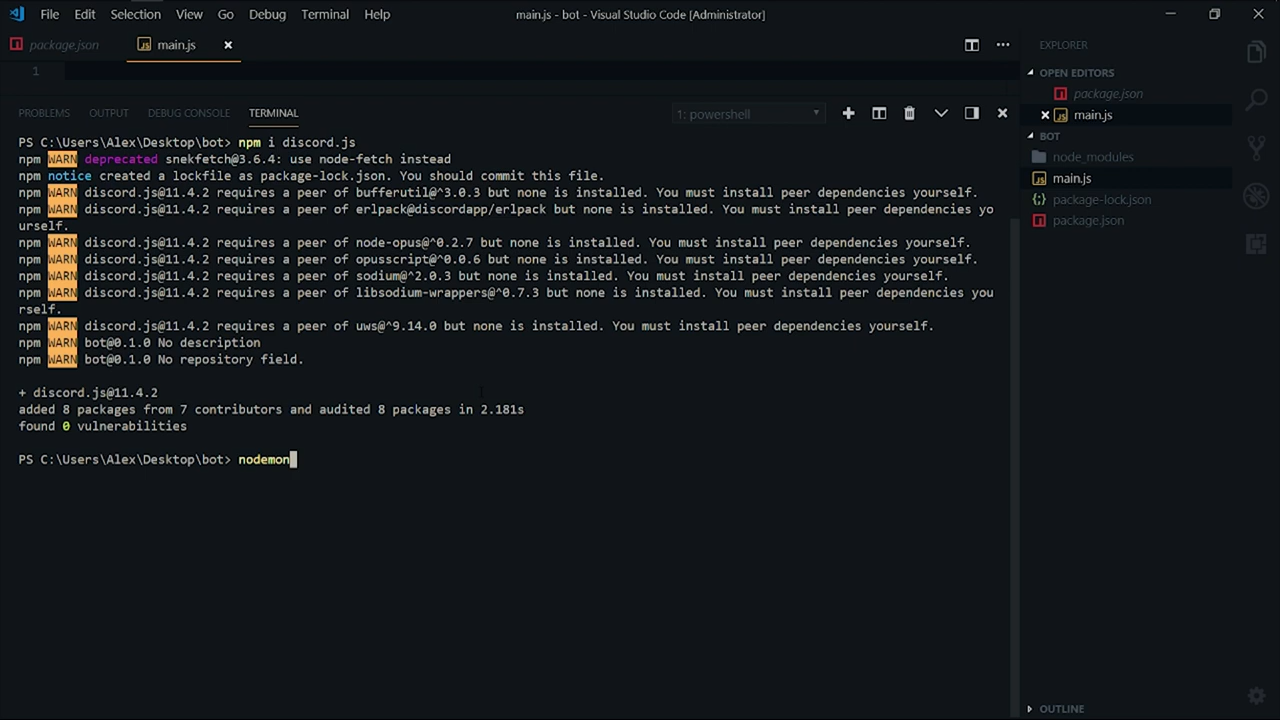 File Edit Selection View Go Debug Terminal Help
main.js - bot - Visual Studio Code [Administrator]
package.json
main.js
1
PROBLEMS OUTPUT DEBUG CONSOLE TERMINAL
1: powershell
PS C:\Users\Alex\Desktop\bot> npm i discord.js
npm WARN deprecated snekfetch@3.6.4: use node-fetch instead
npm notice created a lockfile as package-lock.json. You should commit this file.
npm WARN discord.js@11.4.2 requires a peer of bufferutil@^3.0.3 but none is installed. You must install peer dependencies yourself.
npm WARN discord.js@11.4.2 requires a peer of erlpack@discordapp/erlpack but none is installed. You must install peer dependencies yo
urself.
npm WARN discord.js@11.4.2 requires a peer of node-opus@^0.2.7 but none is installed. You must install peer dependencies yourself.
npm WARN discord.js@11.4.2 requires a peer of opusscript@^0.0.6 but none is installed. You must install peer dependencies yourself.
npm WARN discord.js@11.4.2 requires a peer of sodium@^2.0.3 but none is installed. You must install peer dependencies yourself.
npm WARN discord.js@11.4.2 requires a peer of libsodium-wrappers@^0.7.3 but none is installed. You must install peer dependencies you
rself.
npm WARN discord.js@11.4.2 requires a peer of uws@^9.14.0 but none is installed. You must install peer dependencies yourself.
npm WARN bot@0.1.0 No description
npm WARN bot@0.1.0 No repository field.
+ discord.js@11.4.2
added 8 packages from 7 contributors and audited 8 packages in 2.181s
found 0 vulnerabilities
PS C:\Users\Alex\Desktop\bot> nodemon
EXPLORER
OPEN EDITORS
package.json
JS main.js
BOT
node_modules
JS main.js
package-lock.json
package.json
OUTLINE